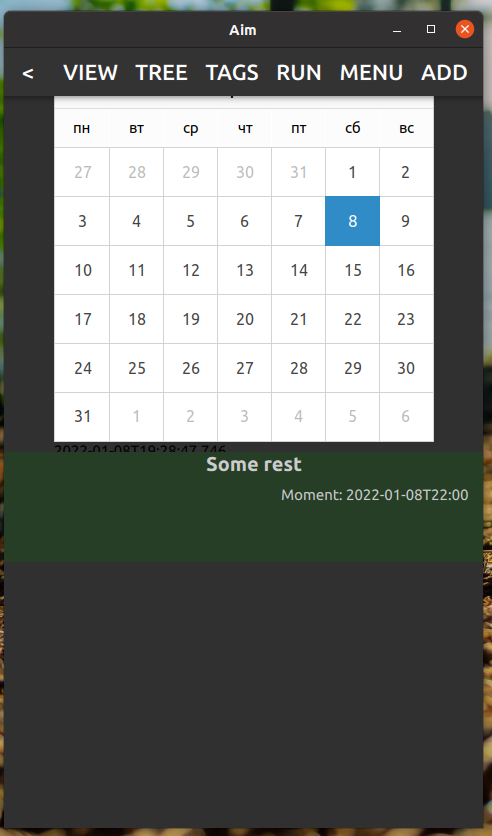 Aim
< VIEW TREE TAGS RUN MENU ADD
пн вт ср чт пт сб вс
27 28 29 30 31 1 2
3 4 5 6 7 8 9
10 11 12 13 14 15 16
17 18 19 20 21 22 23
24 25 26 27 28 29 30
31 1 2 3 4 5 6
2022-01-08T19:28:47.746
Some rest
Moment: 2022-01-08T22:00